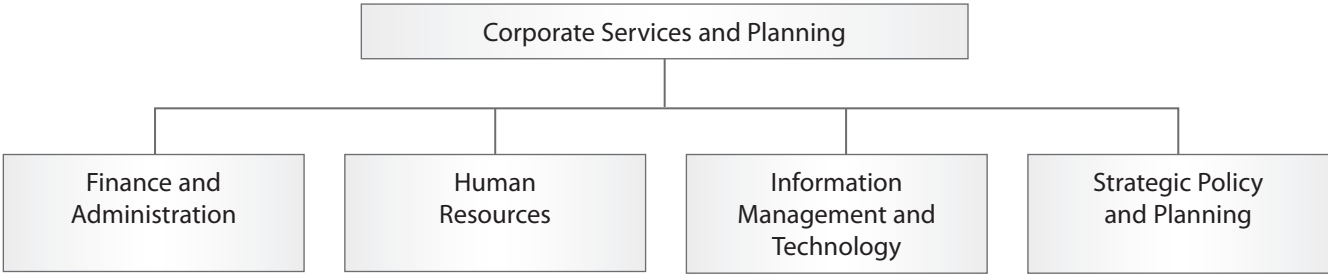 Corporate Services and Planning
Finance and
Administration
Human
Resources
Information
Management and
Technology
Strategic Policy
and Planning